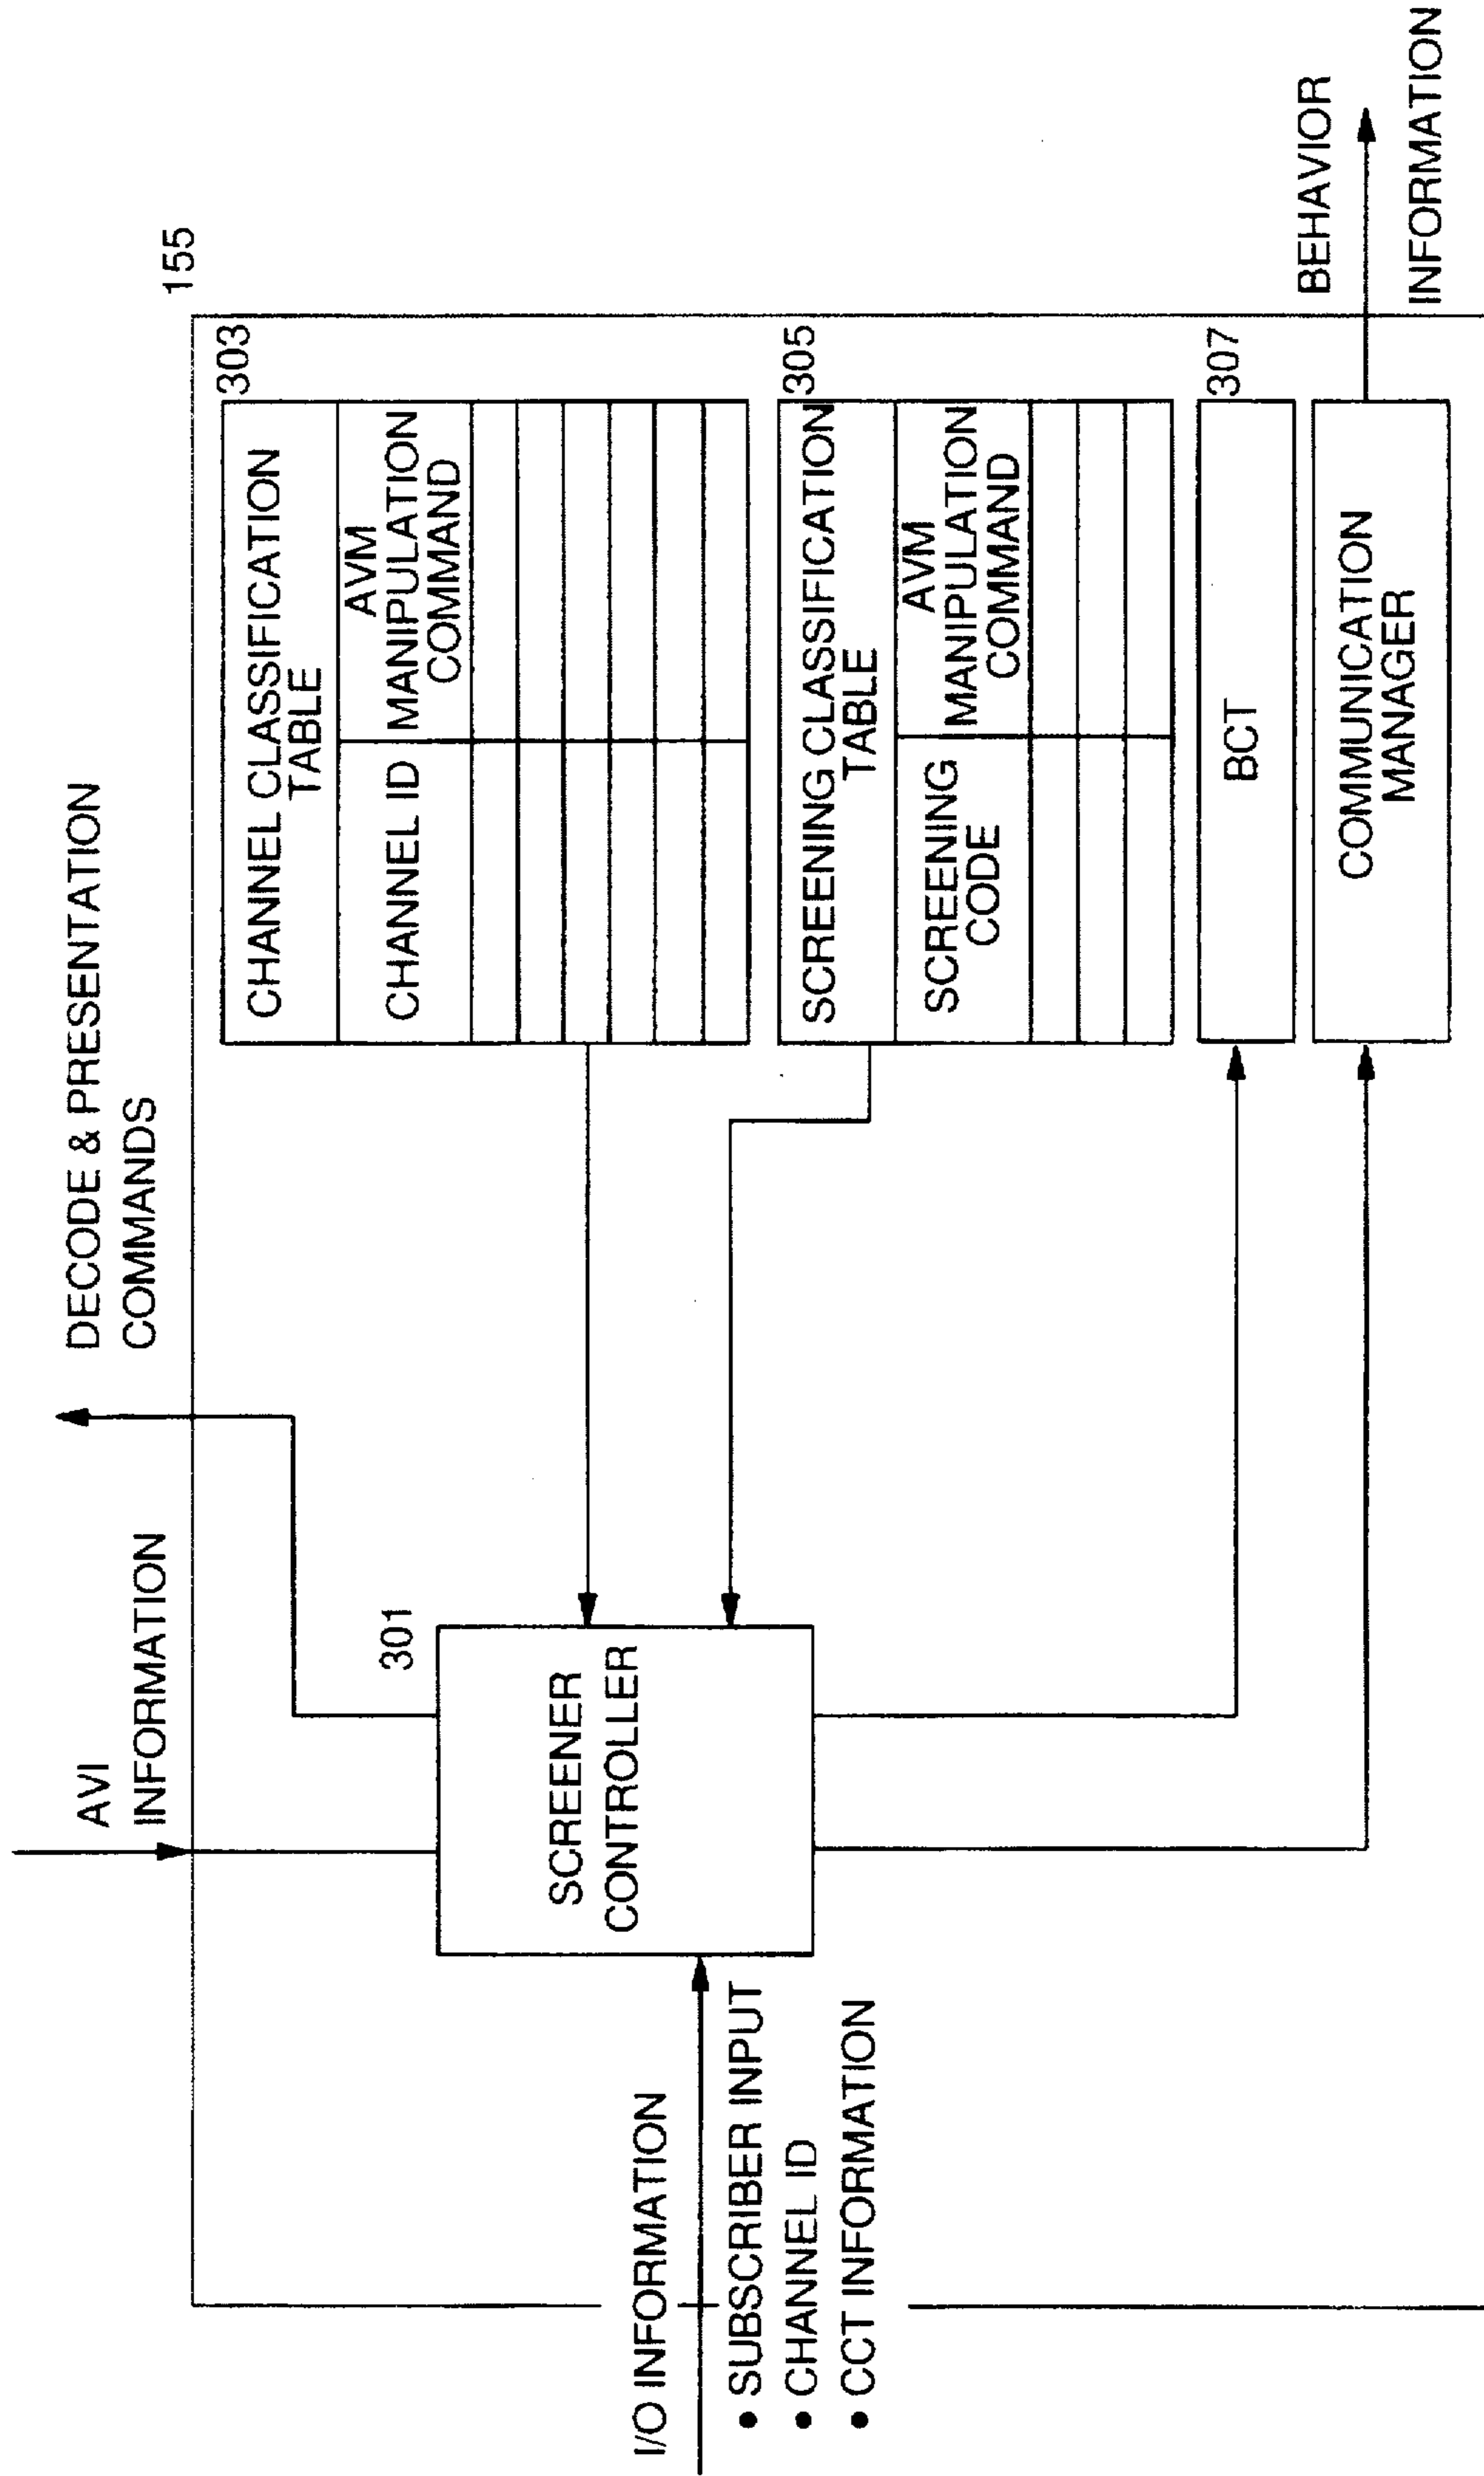 AVI
INFORMATION
DECODE & PRESENTATION
COMMANDS
155
I/O INFORMATION
• SUBSCRIBER INPUT
• CHANNEL ID
• CCT INFORMATION
301
SCREENER
CONTROLLER
303
CHANNEL CLASSIFICATION
TABLE
CHANNEL ID
AVM
MANIPULATION
COMMAND
305
SCREENING CLASSIFICATION
TABLE
SCREENING
CODE
AVM
MANIPULATION
COMMAND
307
BCT
COMMUNICATION
MANAGER
BEHAVIOR
INFORMATION